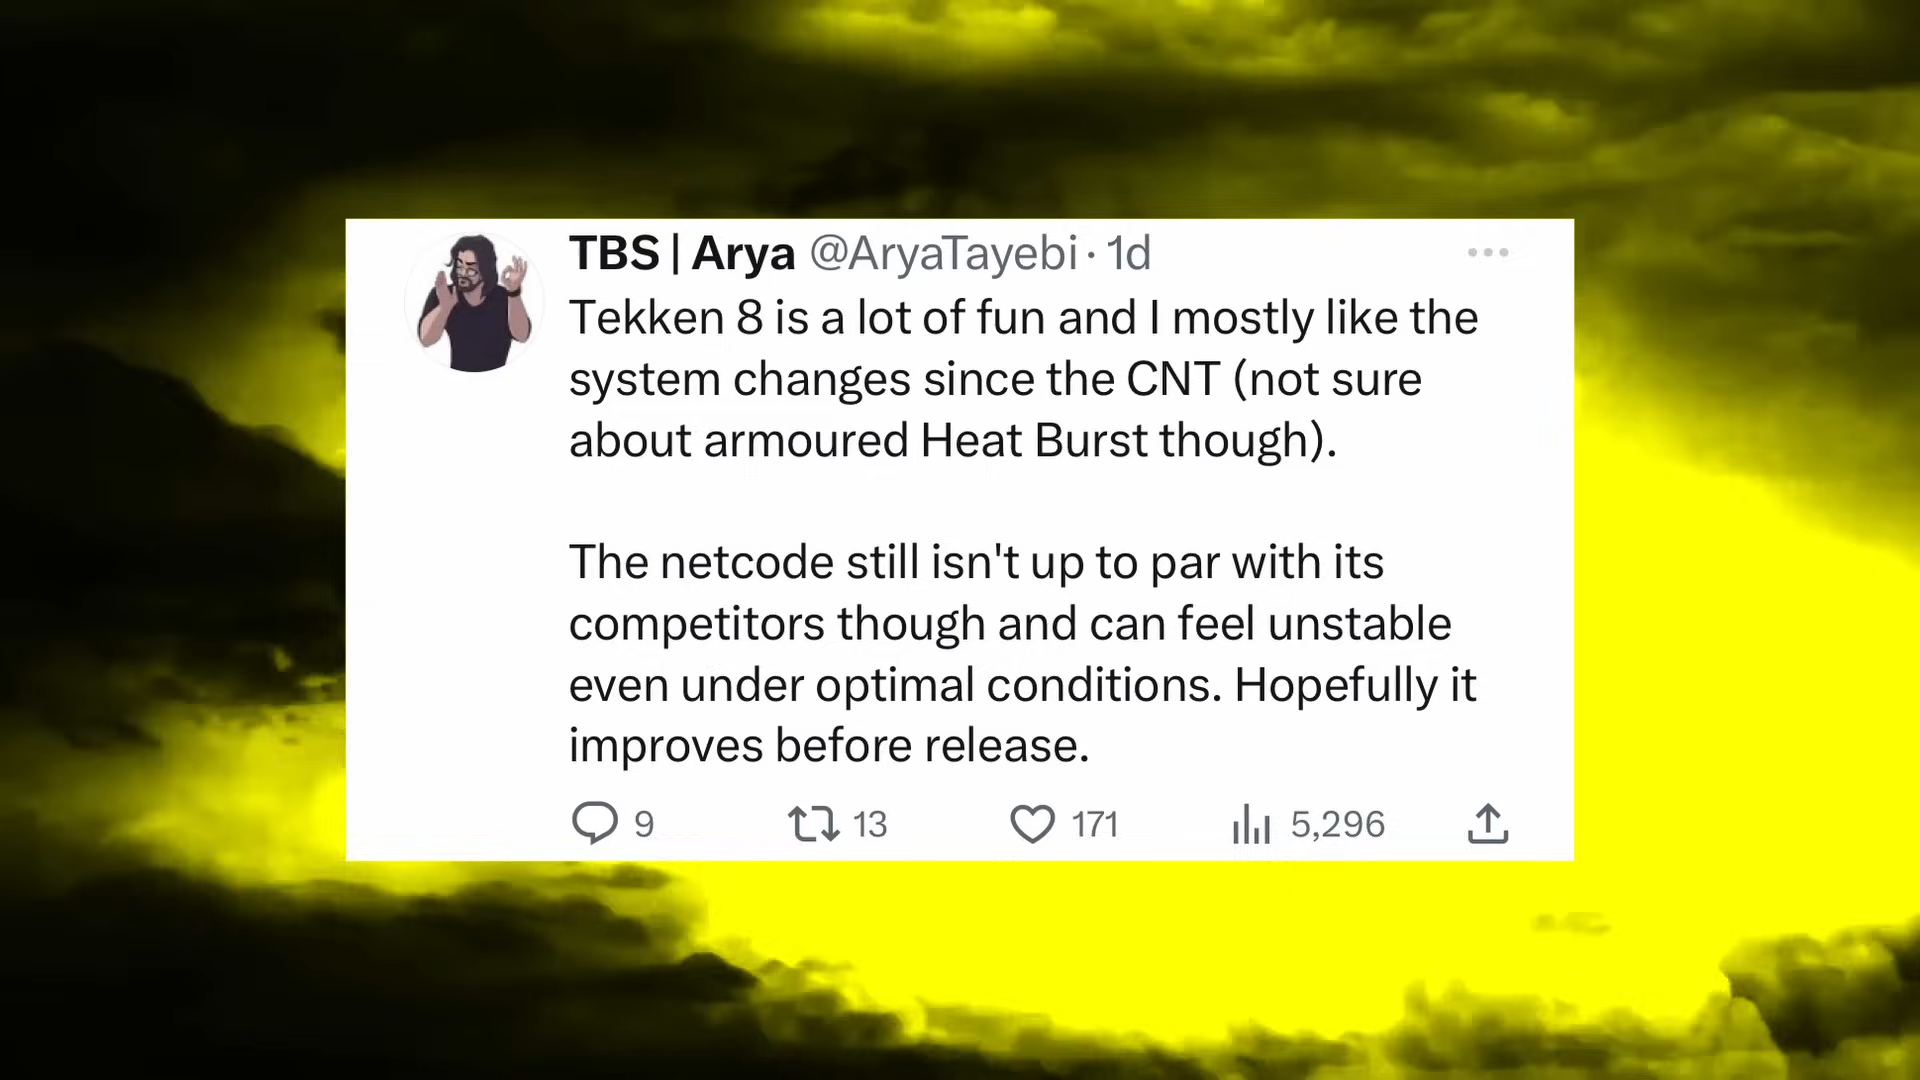 TBS | Arya @AryaTayebi · 1d
Tekken 8 is a lot of fun and I mostly like the
system changes since the CNT (not sure
about armoured Heat Burst though).
The netcode still isn't up to par with its
competitors though and can feel unstable
even under optimal conditions. Hopefully it
improves before release.
9 13 171 5,296